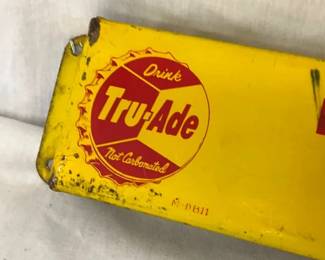 Drink
Tru-Ade
Not Carbonated